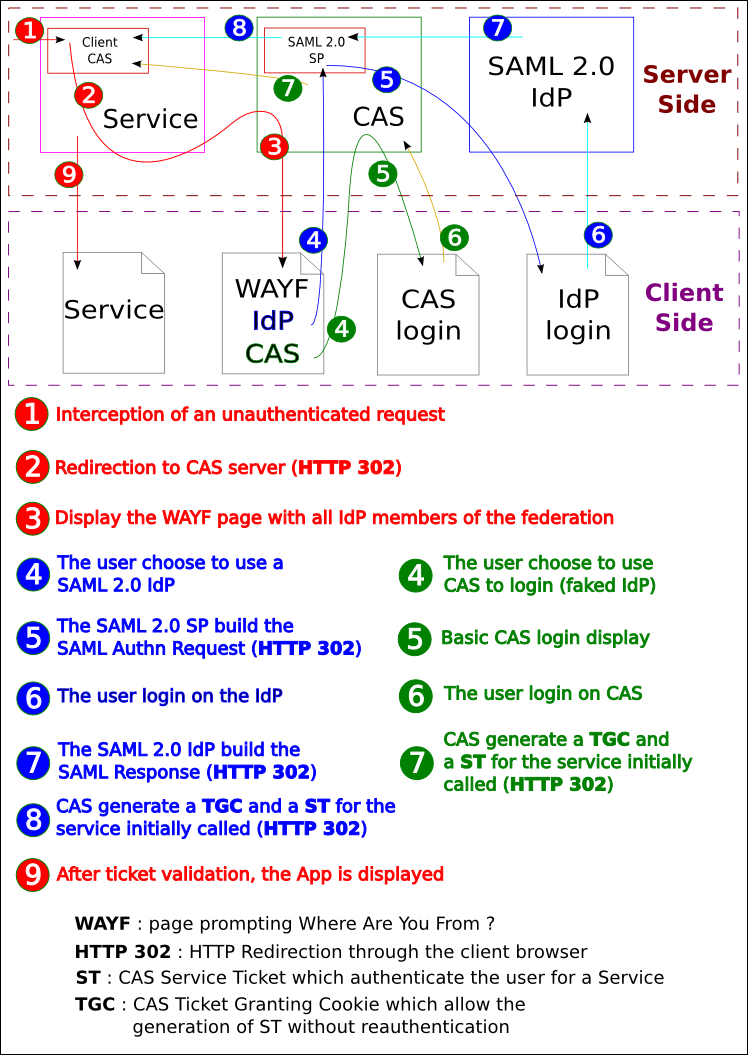 1
8
7
Client
CAS
SAML 2.0
SP
SAML 2.0
IdP
5
7
2
Server
Side
Service
CAS
3
9
5
4
6
6
Service
WAYF
IdP
CAS
4
CAS
login
IdP
login
Client
Side
1 Interception of an unauthenticated request
2 Redirection to CAS server (HTTP 302)
3 Display the WAYF page with all IdP members of the federation
4 The user choose to use a
SAML 2.0 IdP
4 The user choose to use
CAS to login (faked IdP)
5 The SAML 2.0 SP build the
SAML Authn Request (HTTP 302)
5 Basic CAS login display
6 The user login on the IdP
6 The user login on CAS
7 The SAML 2.0 IdP build the
SAML Response (HTTP 302)
7 CAS generate a TGC and
a ST for the service initially
called (HTTP 302)
8 CAS generate a TGC and a ST for the
service initially called (HTTP 302)
9 After ticket validation, the App is displayed
WAYF : page prompting Where Are You From ?
HTTP 302 : HTTP Redirection through the client browser
ST : CAS Service Ticket which authenticate the user for a Service
TGC : CAS Ticket Granting Cookie which allow the
generation of ST without reauthentication